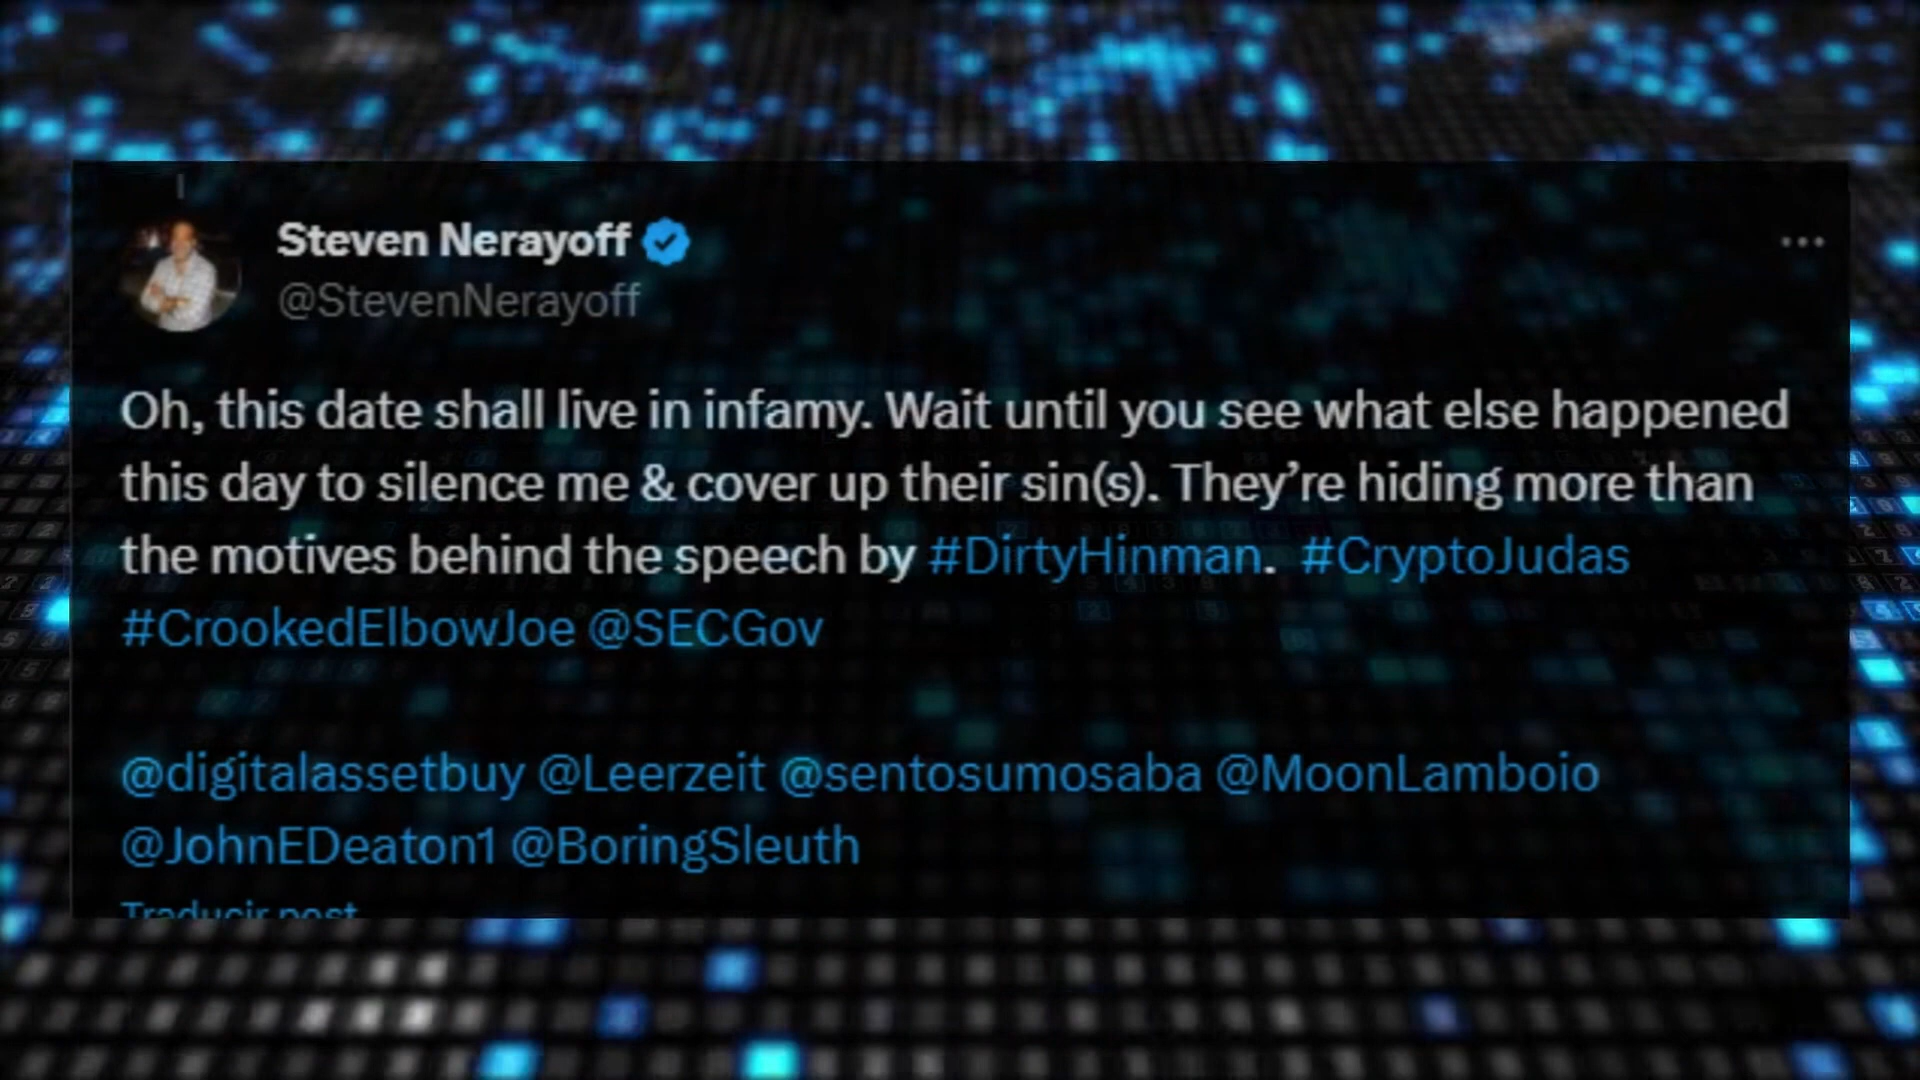 Steven Nerayoff
@StevenNerayoff
Oh, this date shall live in infamy. Wait until you see what else happened
this day to silence me & cover up their sin(s). They’re hiding more than
the motives behind the speech by #DirtyHinman. #CryptoJudas
#CrookedElbowJoe @SECGov
@digitalassetbuy @Leerzeit @sentosumosaba @MoonLamboio
@JohnEDeaton1 @BoringSleuth
Traducir post